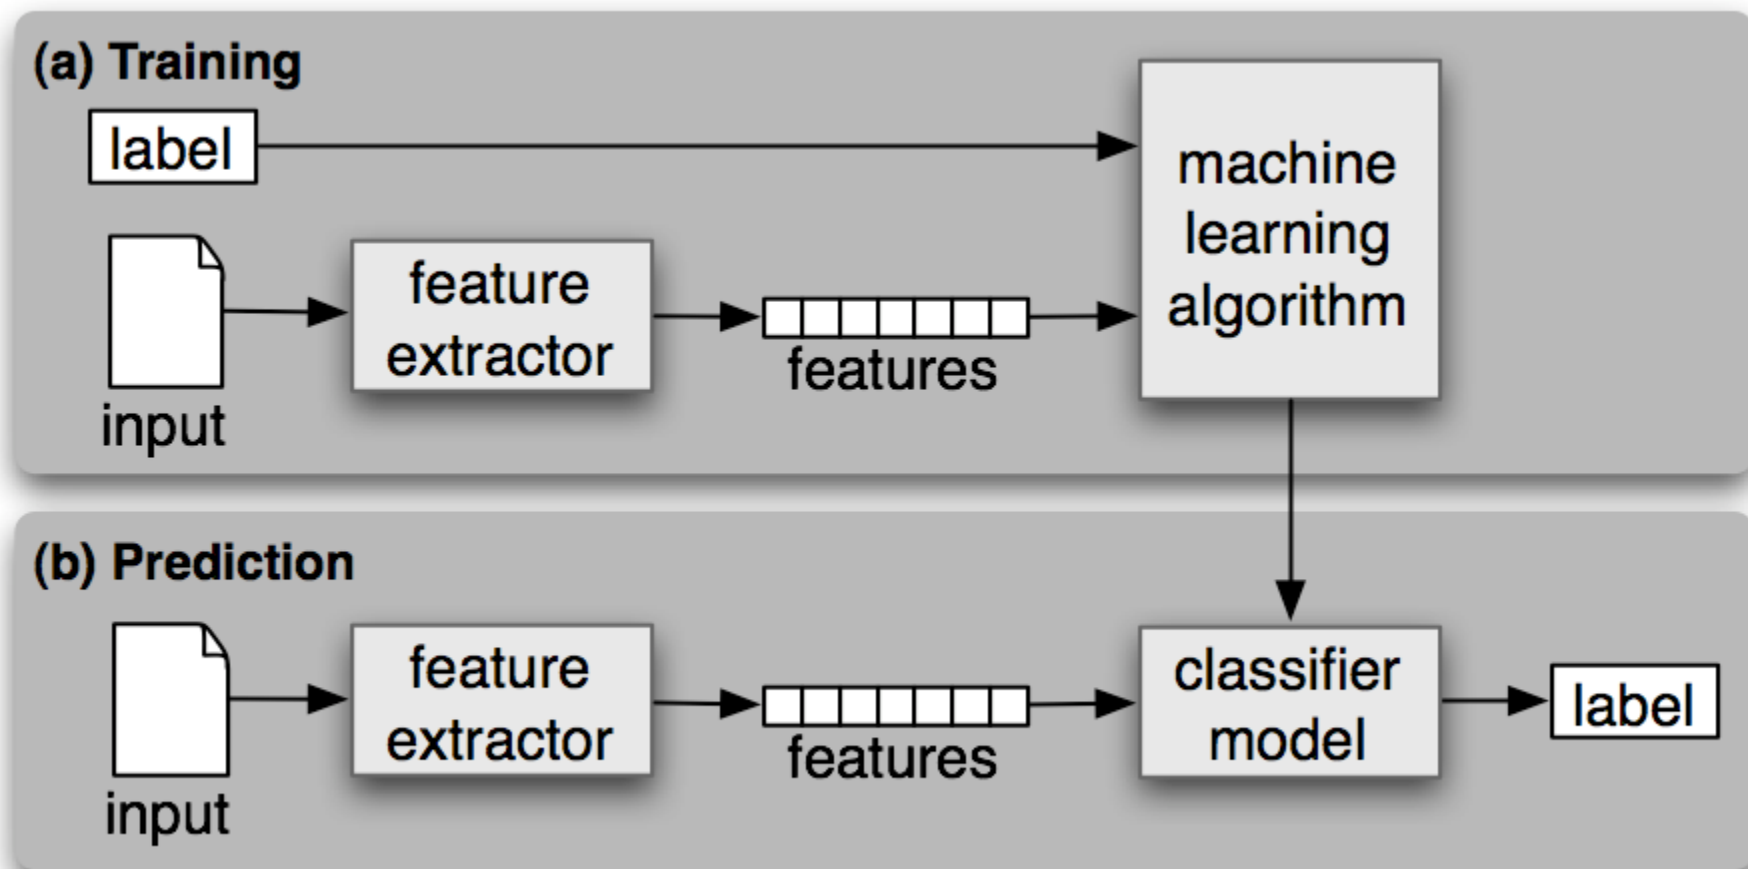 (a) Training
label
machine
learning
algorithm
feature
extractor
features
input
(b) Prediction
feature
extractor
features
classifier
model
label
input